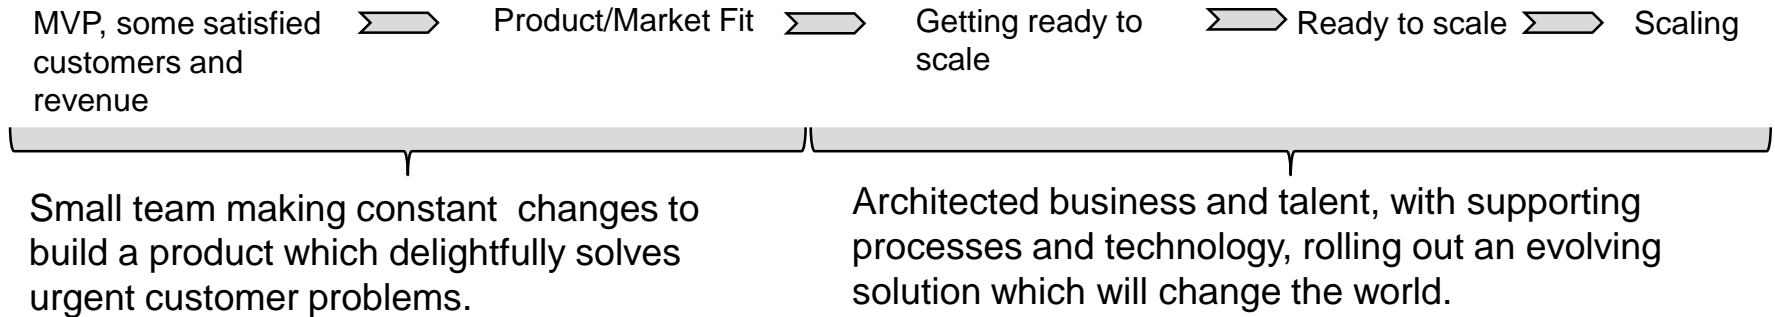 MVP, some satisfied
customers and
revenue
Product/Market Fit
Getting ready to
scale
Ready to scale
Scaling
Small team making constant  changes to
build a product which delightfully solves
urgent customer problems.
Architected business and talent, with supporting
processes and technology, rolling out an evolving
solution which will change the world.